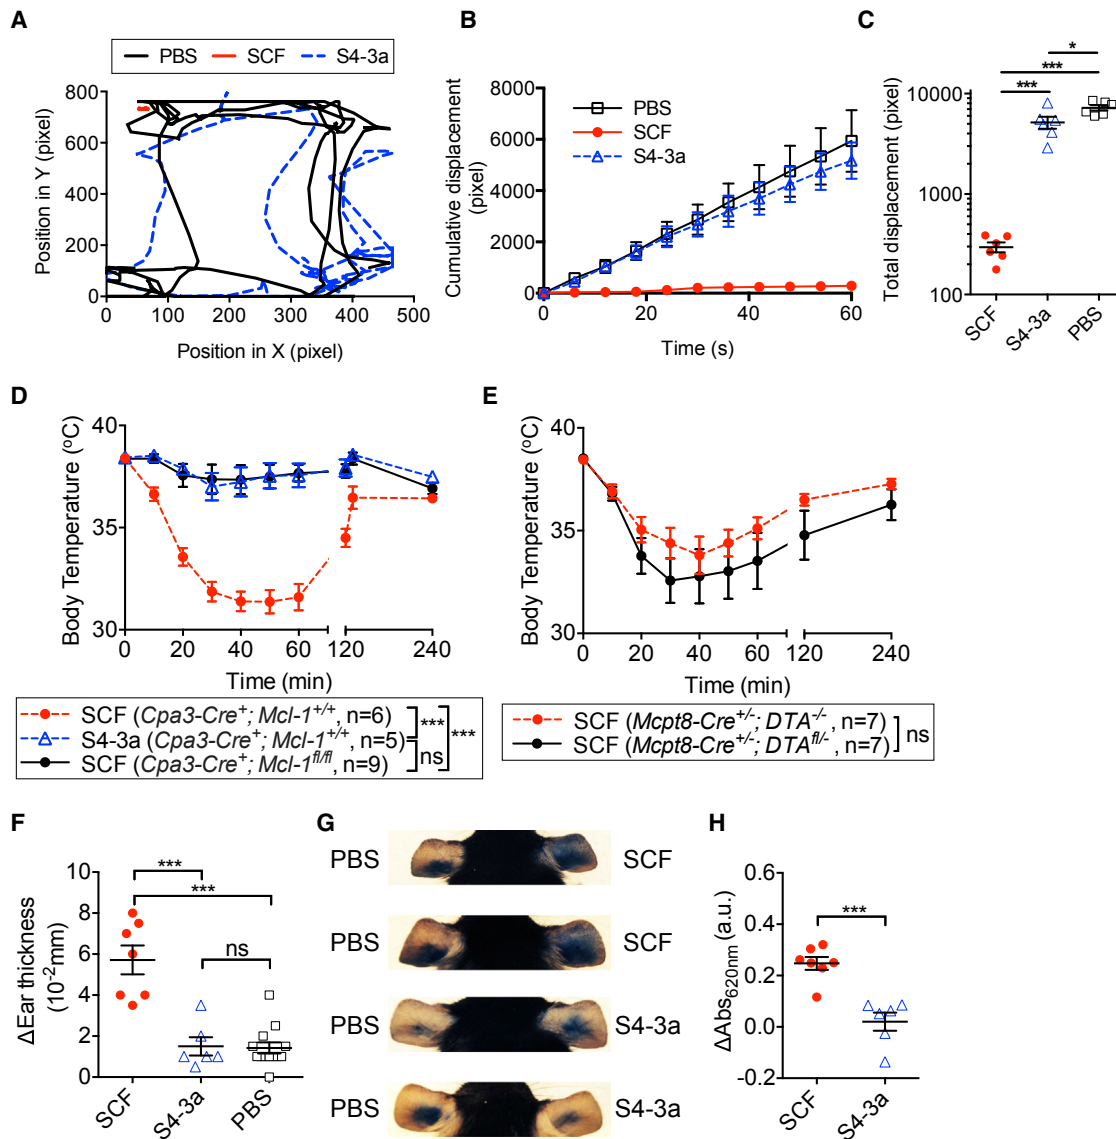 A
PBS SCF S4-3a
800
600
400
200
0
Position in Y (pixel)
0 100 200 300 400 500
Position in X (pixel)
B
8000
6000
4000
2000
0
Cumulative displacement
(pixel)
PBS
SCF
S4-3a
0 20 40 60
Time (s)
C
*
***
***
10000
1000
100
Total displacement (pixel)
SCF S4-3a PBS
D
40
35
30
Body Temperature (ºC)
0 20 40 60 120 240
Time (min)
SCF (Cpa3-Cre+; Mcl-1+/+, n=6)
S4-3a (Cpa3-Cre+; Mcl-1+/+, n=5)
SCF (Cpa3-Cre+; Mcl-1fl/fl, n=9)
***
ns
***
E
40
35
30
Body Temperature (ºC)
0 20 40 60 120 240
Time (min)
SCF (Mcpt8-Cre+/-; DTA-/-, n=7)
SCF (Mcpt8-Cre+/-; DTAfl/-, n=7)
ns
F
***
***
ns
10
8
6
4
2
0
ΔEar thickness
(10-2mm)
SCF S4-3a PBS
G
PBS SCF
PBS SCF
PBS S4-3a
PBS S4-3a
H
***
0.6
0.4
0.2
0.0
-0.2
ΔAbs620nm (a.u.)
SCF S4-3a